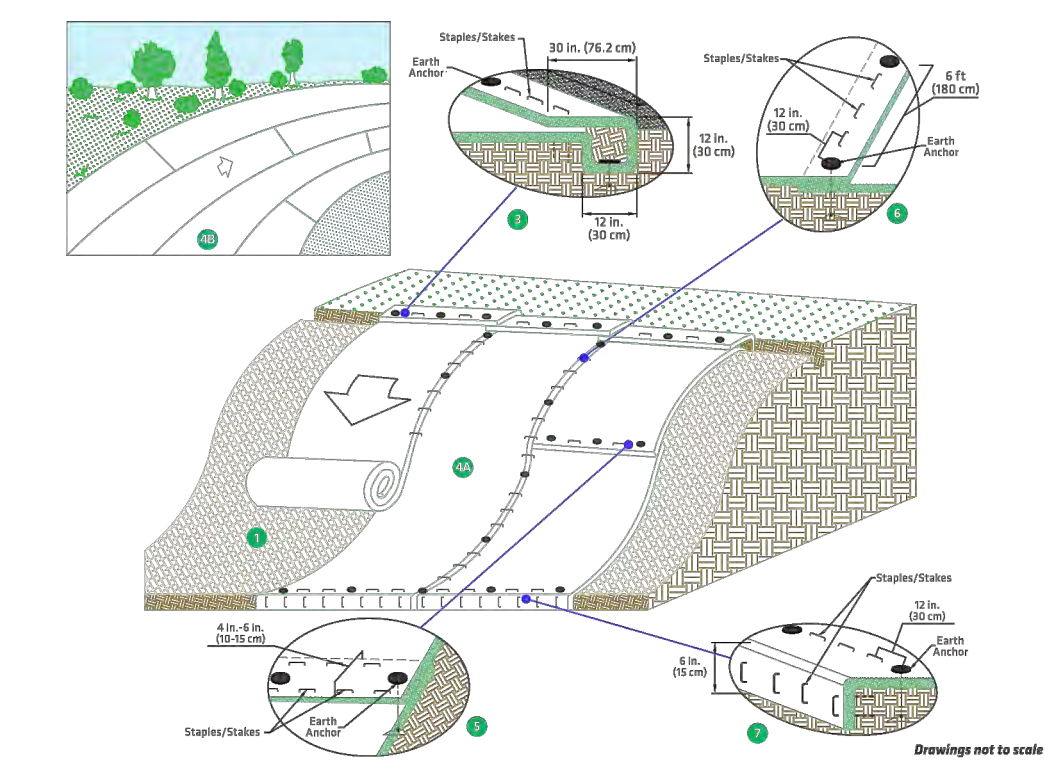 Staples/Stakes
30 in. (76.2 cm)
Earth
Anchor
12 in.
(30 cm)
12 in.
(30 cm)
3
Staples/Stakes
6 ft
(180 cm)
12 in.
(30 cm)
Earth
Anchor
6
4B
4A
1
4 in.-6 in.
(10-15 cm)
Staples/Stakes
Earth
Anchor
5
Staples/Stakes
12 in.
(30 cm)
Earth
Anchor
6 in.
(15 cm)
7
Drawings not to scale